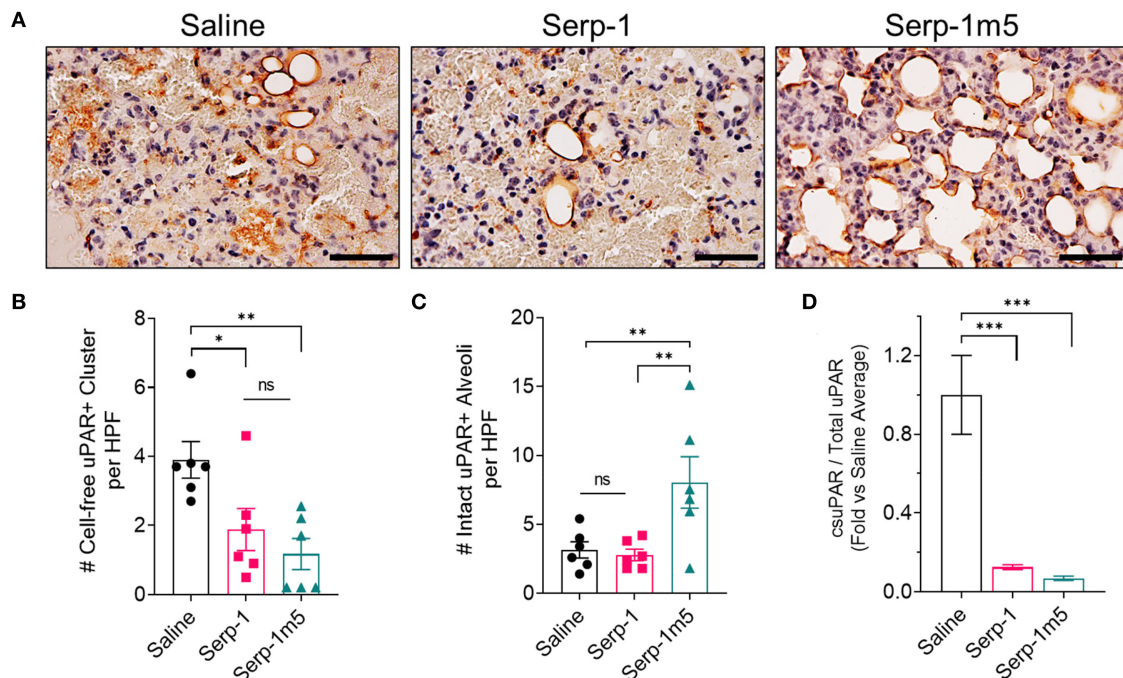 A
Saline
Serp-1
Serp-1m5
B
# Cell-free uPAR+ Cluster
per HPF
8
6
4
2
0
**
*
ns
Saline
Serp-1
Serp-1m5
C
# Intact uPAR+ Alveoli
per HPF
20
15
10
5
0
**
**
ns
Saline
Serp-1
Serp-1m5
D
csuPAR / Total uPAR
(Fold vs Saline Average)
1.2
0.8
0.4
0.0
***
***
Saline
Serp-1
Serp-1m5